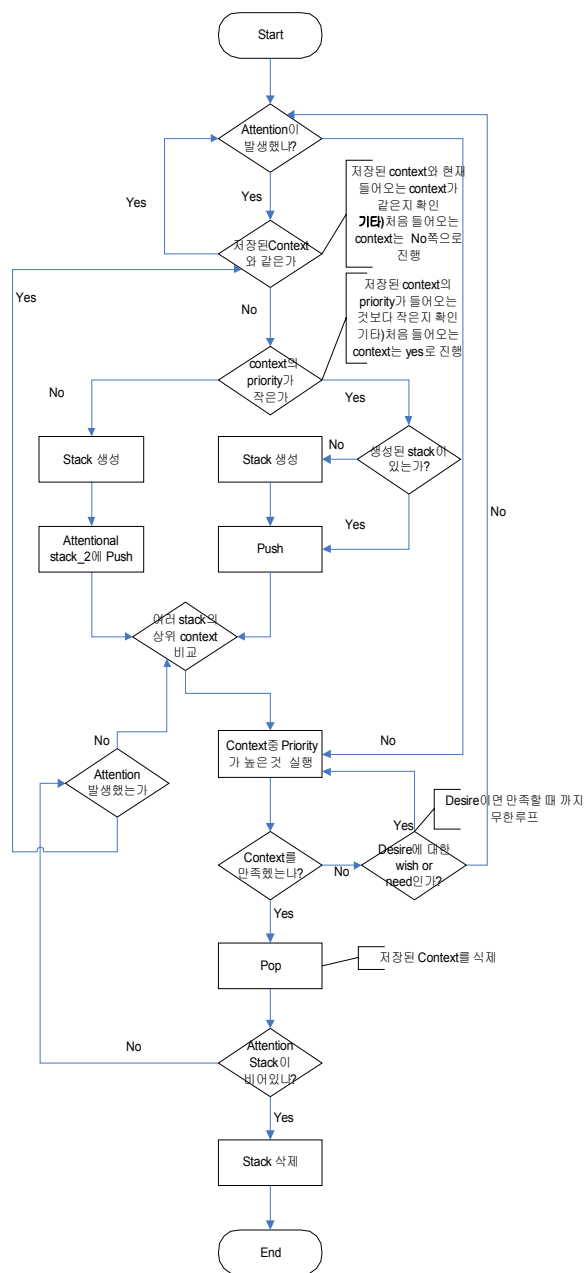 Start
Attention이
발생했나?
Yes
Yes
저장된 context와 현재
들어오는 context가
같은지 확인
기타)처음 들어오는
context는 No쪽으로
진행
저장된Context
와 같은가
Yes
No
저장된 context의
priority가 들어오는
것보다 작은지 확인
기타)처음 들어오는
context는 yes로 진행
context의
priority가
작은가
No
Yes
Stack 생성
Stack 생성
No
생성된 stack이
있는가?
No
Attentional
stack_2에 Push
Push
Yes
여러 stack의
상위 context
비교
No
Attention
발생했는가
Context중 Priority
가 높은것 실행
No
Desire이면 만족할 때 까지
무한루프
Yes
Context를
만족했는나?
No
Desire에 대한
wish or
need인가?
Yes
Pop
저장된 Context를 식제
No
Attention
Stack이
비어있나?
Yes
Stack 삭제
End